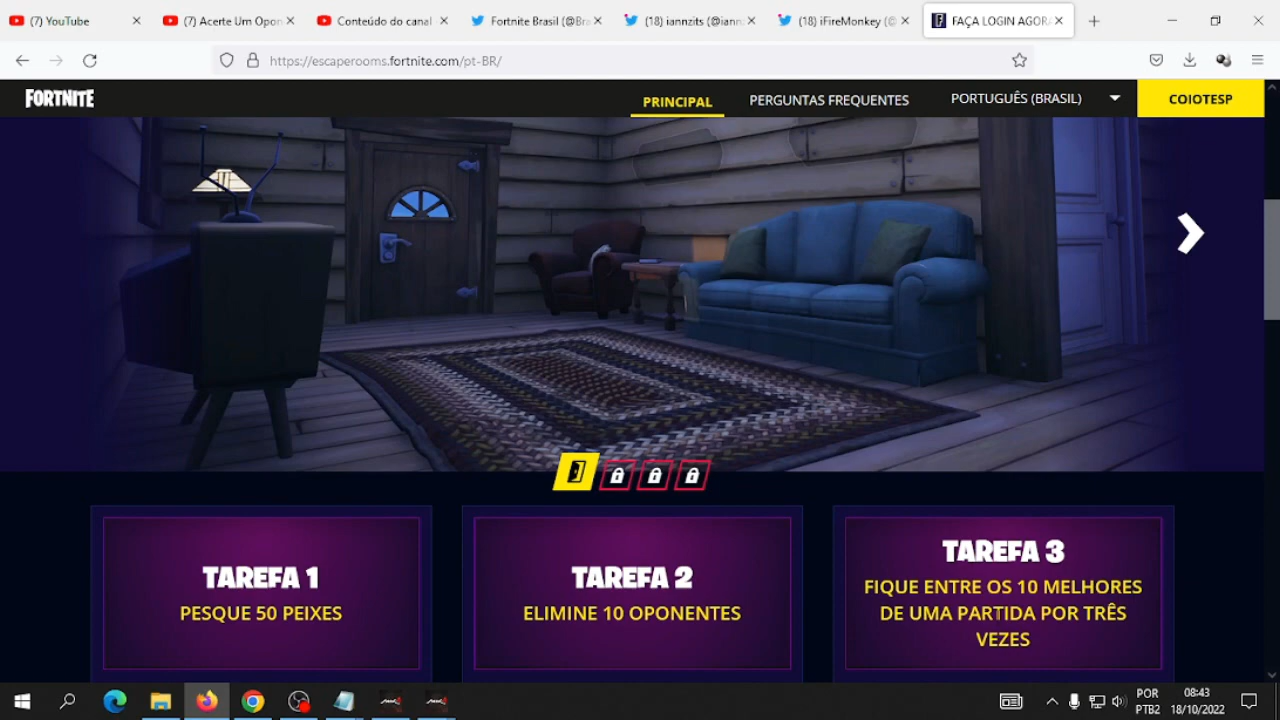 (7) YouTube
(7) Acerte Um Opon
Conteúdo do canal
Fortnite Brasil (@Bra
(18) iannzits (@iann
(18) iFireMonkey (@
FAÇA LOGIN AGORA
https://escaperooms.fortnite.com/pt-BR/
FORTNITE
PRINCIPAL
PERGUNTAS FREQUENTES
PORTUGUÊS (BRASIL)
COIOTESP
TAREFA 1
PESQUE 50 PEIXES
TAREFA 2
ELIMINE 10 OPONENTES
TAREFA 3
FIQUE ENTRE OS 10 MELHORES
DE UMA PARTIDA POR TRÊS
VEZES
POR
PTB2
08:43
18/10/2022